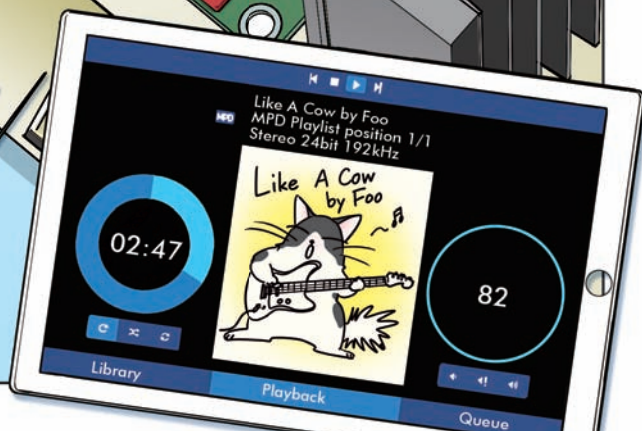 Like A Cow by Foo
MPD
MPD Playlist position 1/1
Stereo 24bit 192kHz
Like A Cow
by Foo
02:47
82
Library
Playback
Queue